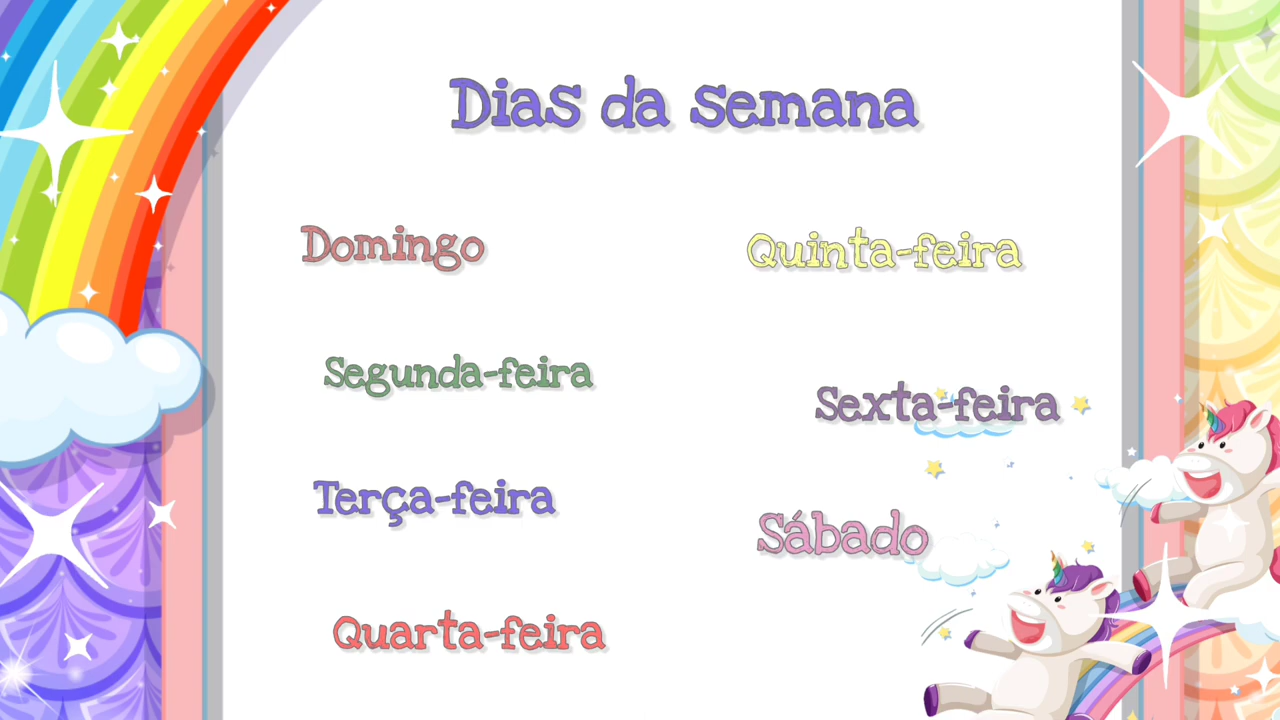 Dias da semana
Domingo
Segunda-feira
Terça-feira
Quarta-feira
Quinta-feira
Sexta-feira
Sábado